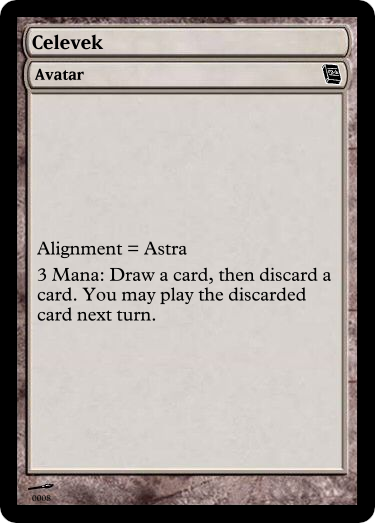 Celevek
Avatar
Alignment = Astra
3 Mana: Draw a card, then discard a
card. You may play the discarded
card next turn.
0008